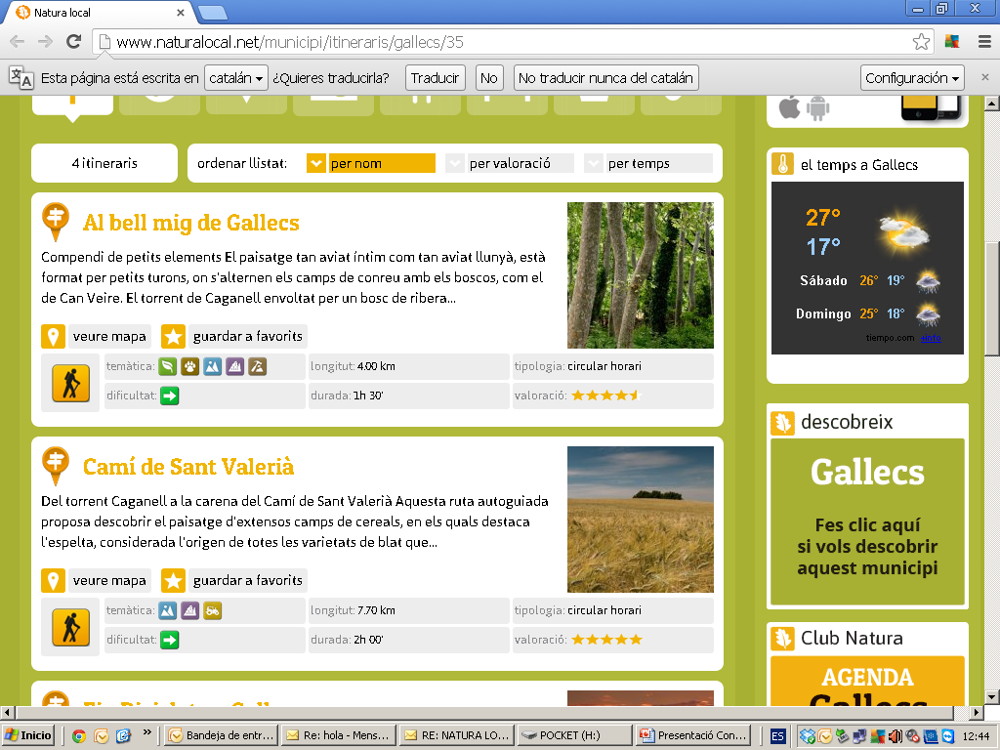 Natura local
www.naturalocal.net/municipi/itineraris/gallecs/35
Esta página está escrita en catalán ¿Quieres traducirla? Traducir No No traducir nunca del catalán Configuración
4 itineraris
ordenar llistat: per nom per valoració per temps
Al bell mig de Gallecs
Compendi de petits elements El paisatge tan aviat íntim com tan aviat llunyà, està
format per petits turons, on s'alternen els camps de conreu amb els boscos, com el
de Can Veire. El torrent de Caganell envoltat per un bosc de ribera...
veure mapa guardar a favorits
temàtica: longitut: 4.00 km tipologia: circular horari
dificultat: durada: 1h 30' valoració:
Camí de Sant Valerià
Del torrent Caganell a la carena del Camí de Sant Valerià Aquesta ruta autoguiada
proposa descobrir el paisatge d'extensos camps de cereals, en els quals destaca
l'espelta, considerada l'origen de totes les varietats de blat que...
veure mapa guardar a favorits
temàtica: longitut: 7.70 km tipologia: circular horari
dificultat: durada: 2h 00' valoració:
el temps a Gallecs
27°
17°
Sábado 26° 19°
Domingo 25° 18°
tiempo.com +info
descobreix
Gallecs
Fes clic aquí
si vols descobrir
aquest municipi
Club Natura
AGENDA
Gallecs
Inicio Bandeja de entr... Re: hola - Mens... RE: NATURA LO... POCKET (H:) Presentació Con... ES 12:44